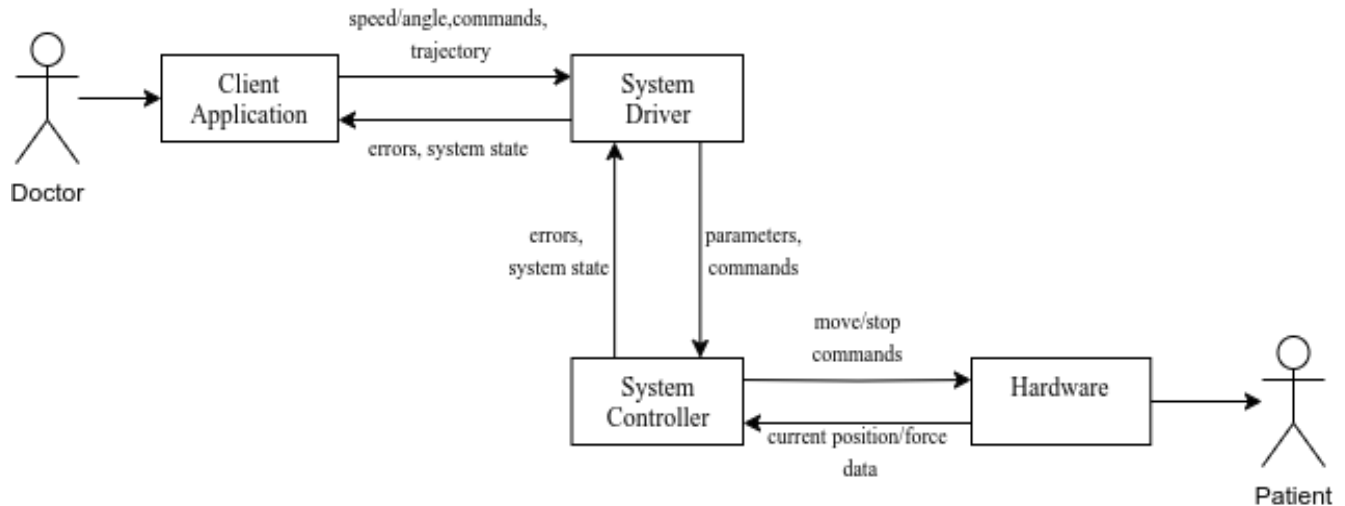 speed/angle,commands,
trajectory
Client
Application
System
Driver
errors, system state
Doctor
errors,
system state
parameters,
commands
move/stop
commands
System
Controller
Hardware
current position/force
data
Patient